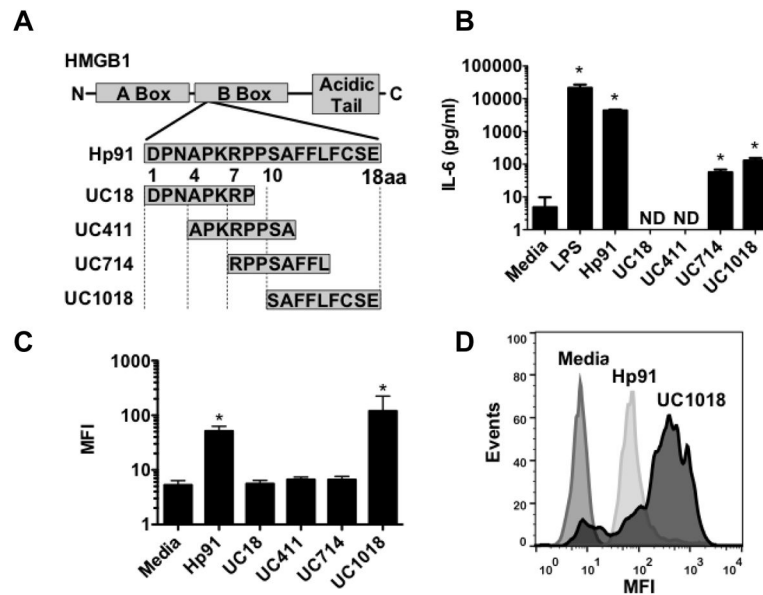 A
HMGB1
N A Box B Box Acidic Tail C
Hp91 DPNAPKRPPSAFFLFCSE
1 4 7 10 18aa
UC18 DPNAPKRP
UC411 APKRPPSA
UC714 RPPSAFFL
UC1018 SAFFLFCSE
B
IL-6 (pg/ml)
100000
10000
1000
100
10
1
* * ND ND * *
Media LPS Hp91 UC18 UC411 UC714 UC1018
C
MFI
1000
100
10
1
* *
Media Hp91 UC18 UC411 UC714 UC1018
D
Events
100
80
60
40
20
0
Media
Hp91
UC1018
10⁰ 10¹ 10² 10³ 10⁴
MFI